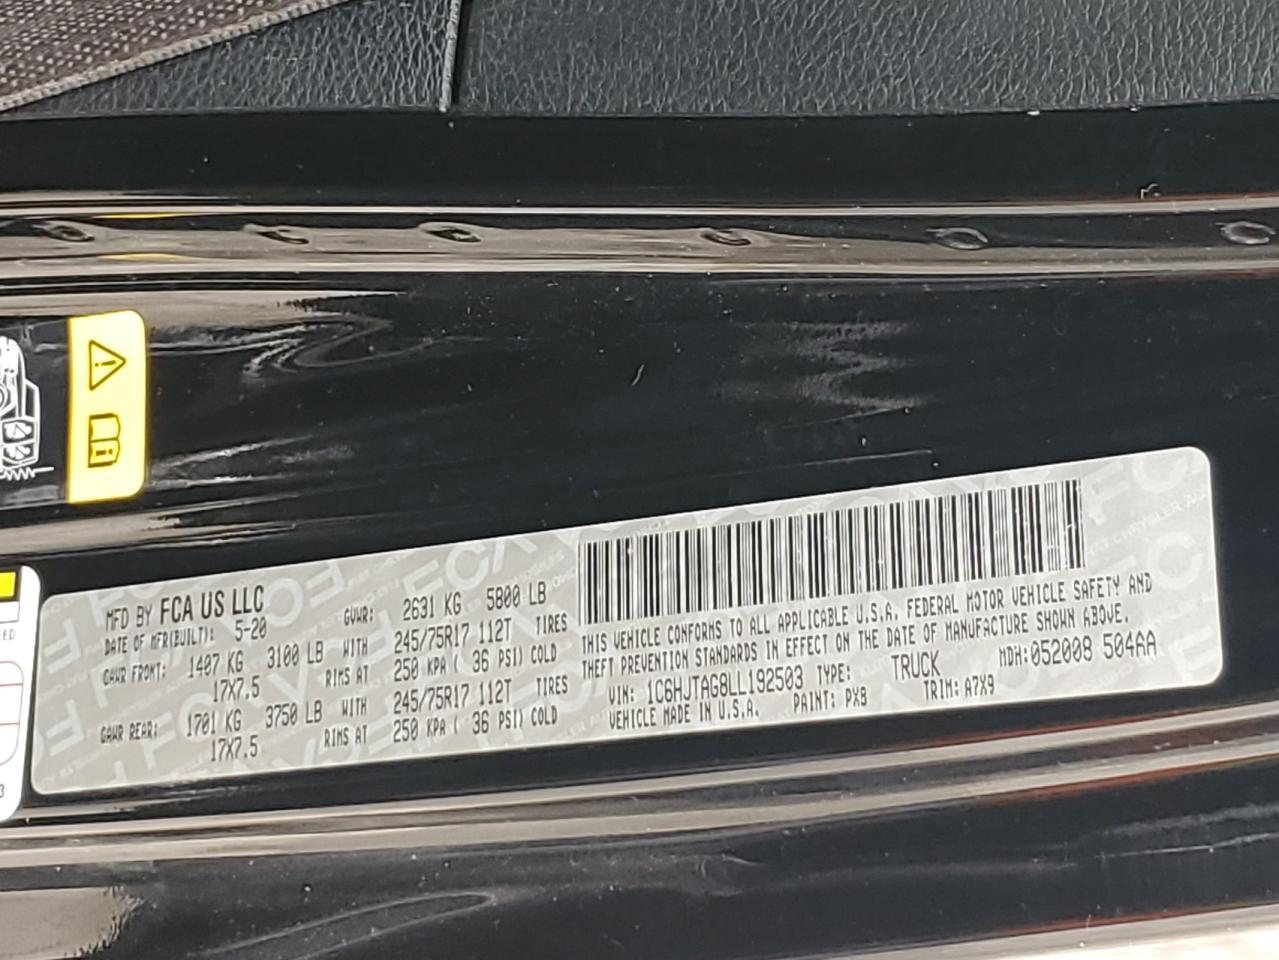 MFD BY FCA US LLC
DATE OF MFR(BUILT): 5-20 GVWR: 2631 KG 5800 LB
GAWR FRONT: 1407 KG 3100 LB WITH 245/75R17 112T TIRES
17X7.5 RIMS AT 250 KPA ( 36 PSI) COLD
GAWR REAR: 1701 KG 3750 LB WITH 245/75R17 112T TIRES
17X7.5 RIMS AT 250 KPA ( 36 PSI) COLD
THIS VEHICLE CONFORMS TO ALL APPLICABLE U.S.A. FEDERAL MOTOR VEHICLE SAFETY AND
THEFT PREVENTION STANDARDS IN EFFECT ON THE DATE OF MANUFACTURE SHOWN ABOVE.
VIN: 1C6HJTAG8LL192503 TYPE: TRUCK MDH:052008 504AA
VEHICLE MADE IN U.S.A. PAINT: PX8 TRIM: A7X9